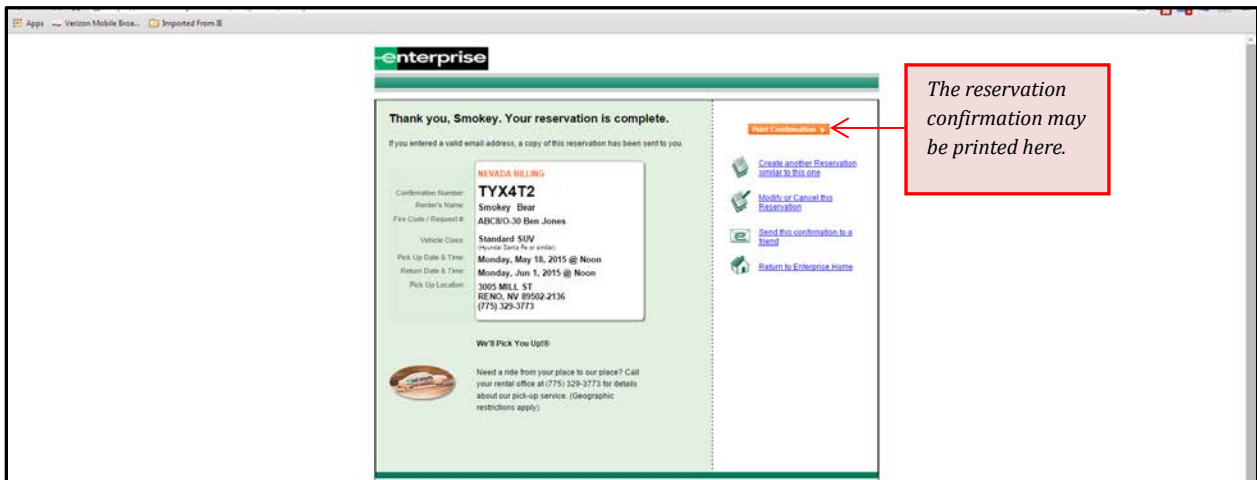 Apps
Verizon Mobile Broa...
Imported From IE
enterprise
Thank you, Smokey. Your reservation is complete.
If you entered a valid email address, a copy of this reservation has been sent to you.
NEVADA BILLING
Confirmation Number: TYX4T2
Renter's Name: Smokey Bear
Fire Code / Request #: ABC8/O-30 Ben Jones
Vehicle Class: Standard SUV
(Hyundai Santa Fe or similar)
Pick Up Date & Time: Monday, May 18, 2015 @ Noon
Return Date & Time: Monday, Jun 1, 2015 @ Noon
Pick Up Location: 3005 MILL ST
RENO, NV 89502-2136
(775) 329-3773
We'll Pick You Up!®
Need a ride from your place to our place? Call
your rental office at (775) 329-3773 for details
about our pick-up service. (Geographic
restrictions apply).
Print Confirmation
Create another Reservation
similar to this one
Modify or Cancel this
Reservation
Send this confirmation to a
friend
Return to Enterprise Home
The reservation
confirmation may
be printed here.